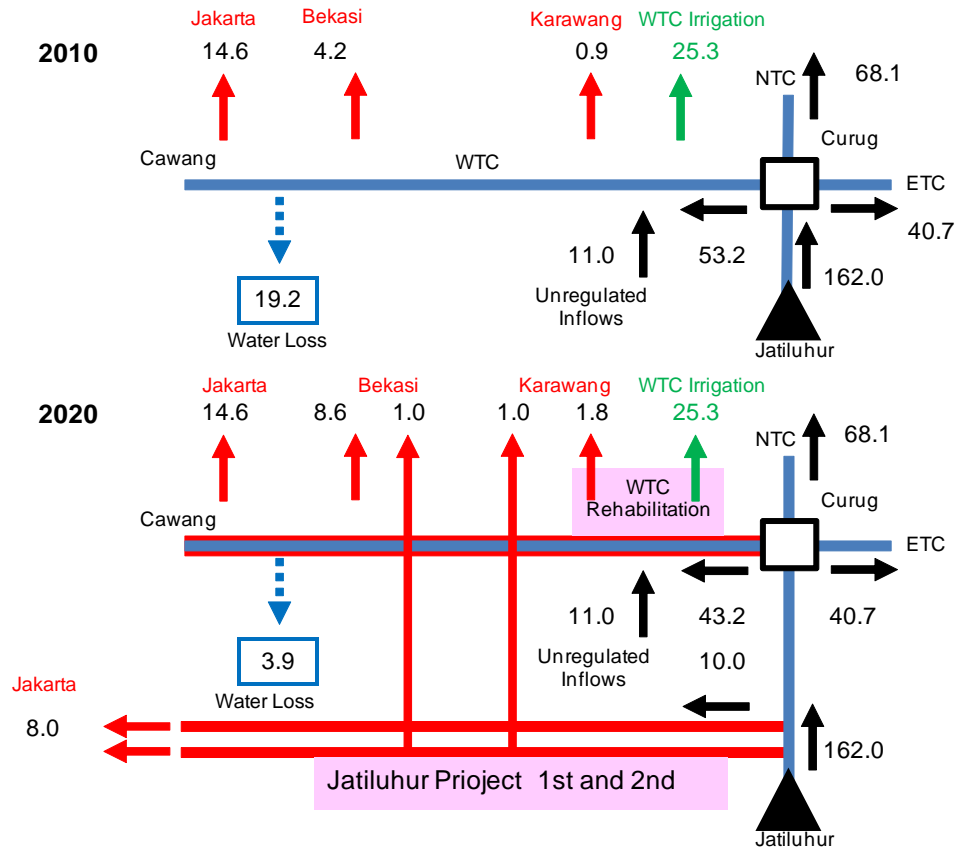 Jakarta Bekasi Karawang WTC Irrigation
2010 14.6 4.2 0.9 25.3
NTC 68.1
Curug
Cawang WTC
ETC
40.7
11.0 53.2
162.0
19.2 Unregulated
Inflows
Water Loss
Jatiluhur
Jakarta Bekasi Karawang WTC Irrigation
2020 14.6 8.6 1.0 1.0 1.8 25.3
NTC 68.1
WTC
Rehabilitation
Curug
Cawang
ETC
11.0 43.2 40.7
3.9 Unregulated 10.0
Inflows
Water Loss
Jakarta
8.0
162.0
Jatiluhur Prioject 1st and 2nd
Jatiluhur